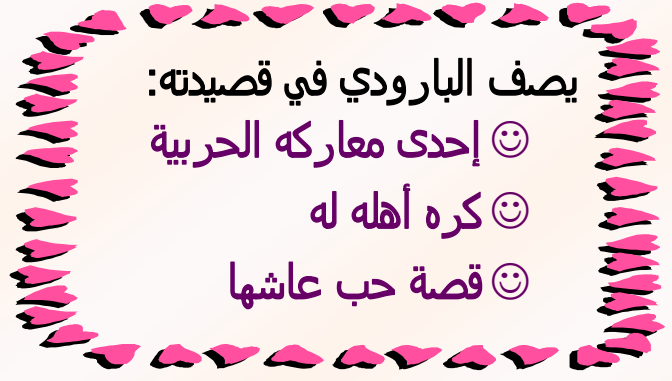 يصف البارودي في قصيدته:
إحدى معاركه الحربية
كره أهله له
قصة حب عاشها